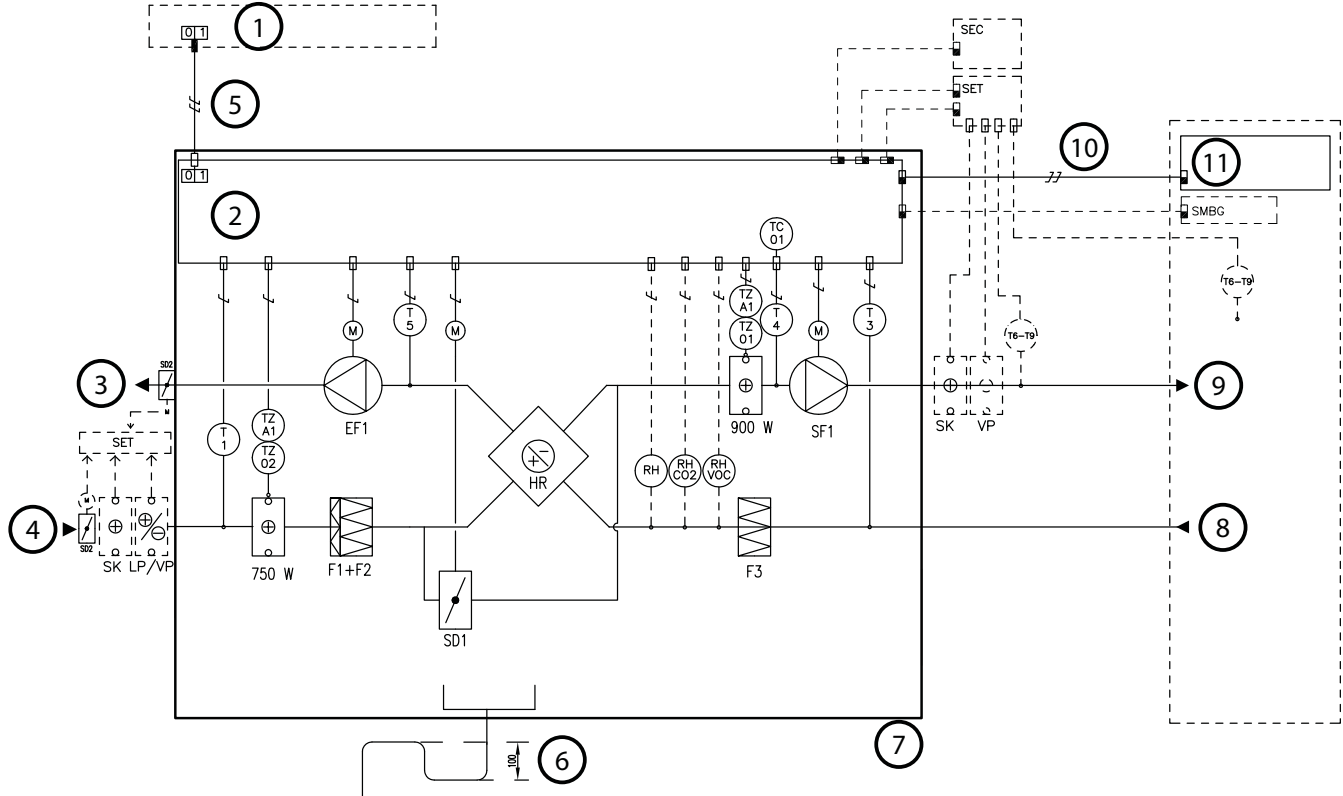 1
0 1
SEC
5
SET
10
11
0 1
2
SMBG
TC
01
TZ
A1
T
5
M
M
TZ
01
T
4
M
T
3
T6-T9
T6-T9
SD2
3
9
M
EF1
900 W
SF1
SK
VP
SET
T
1
TZ
A1
TZ
02
HR
RH
RH
CO2
RH
VOC
M
4
8
SD2
SK
LP/VP
750 W
F1+F2
F3
SD1
7
6
100